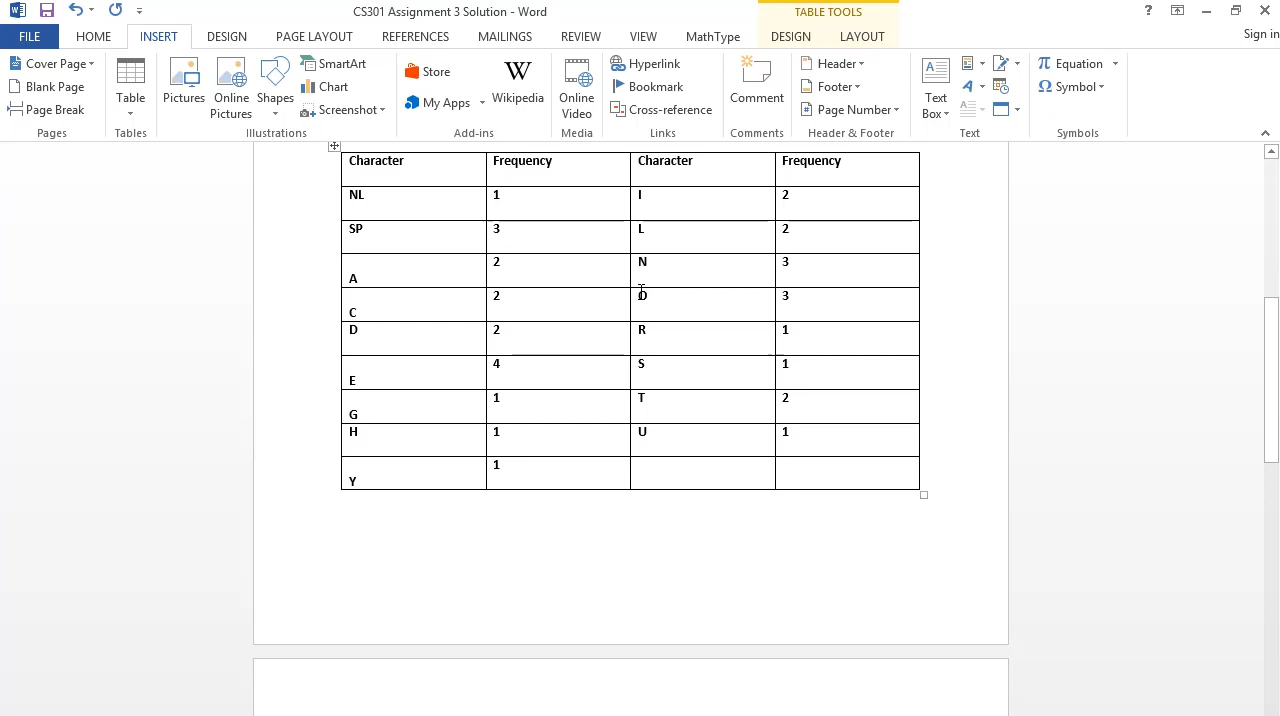 CS301 Assignment 3 Solution - Word
TABLE TOOLS
?
FILE HOME INSERT DESIGN PAGE LAYOUT REFERENCES MAILINGS REVIEW VIEW MathType DESIGN LAYOUT Sign in
Cover Page
Blank Page
Page Break
Pages
Table
Tables
Pictures
Online Pictures
Shapes
SmartArt
Chart
Screenshot
Illustrations
Store
My Apps
W
Wikipedia
Add-ins
Online Video
Media
Hyperlink
Bookmark
Cross-reference
Links
Comment
Comments
Header
Footer
Page Number
Header & Footer
Text Box
Text
Equation
Symbol
Symbols
Character Frequency Character Frequency
NL 1 I 2
SP 3 L 2
A 2 N 3
C 2 O 3
D 2 R 1
E 4 S 1
G 1 T 2
H 1 U 1
Y 1